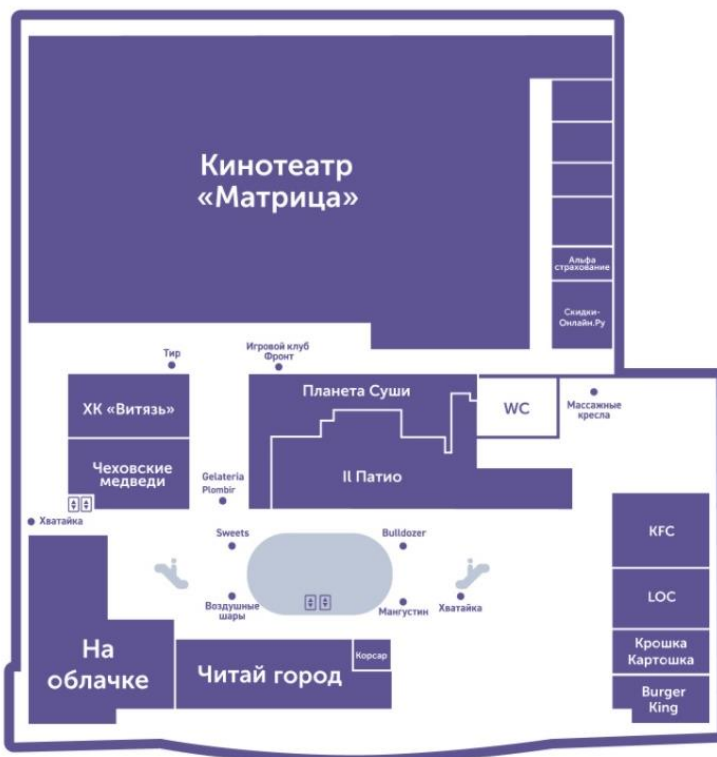 Кинотеатр
«Матрица»
Альфа
страхование
Скидки-
Онлайн.Ру
Тир
Игровой клуб
Фронт
ХК «Витязь»
Планета Суши
WC
Массажные
кресла
Чеховские
медведи
Gelateria
Plombir
Il Патио
Хватайка
Sweets
Bulldozer
KFC
Воздушные
шары
Мангустин
Хватайка
LOC
На
облачке
Читай город
Корсар
Крошка
Картошка
Burger
King